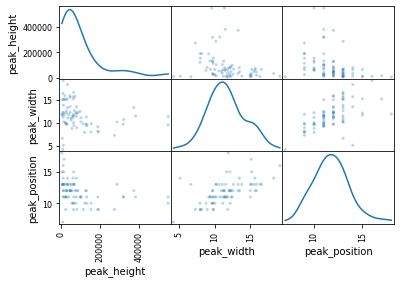 peak_height
400000
200000
0
peak_width
15
10
5
peak_position
15
10
0
200000
400000
5
10
15
10
15
peak_height
peak_width
peak_position